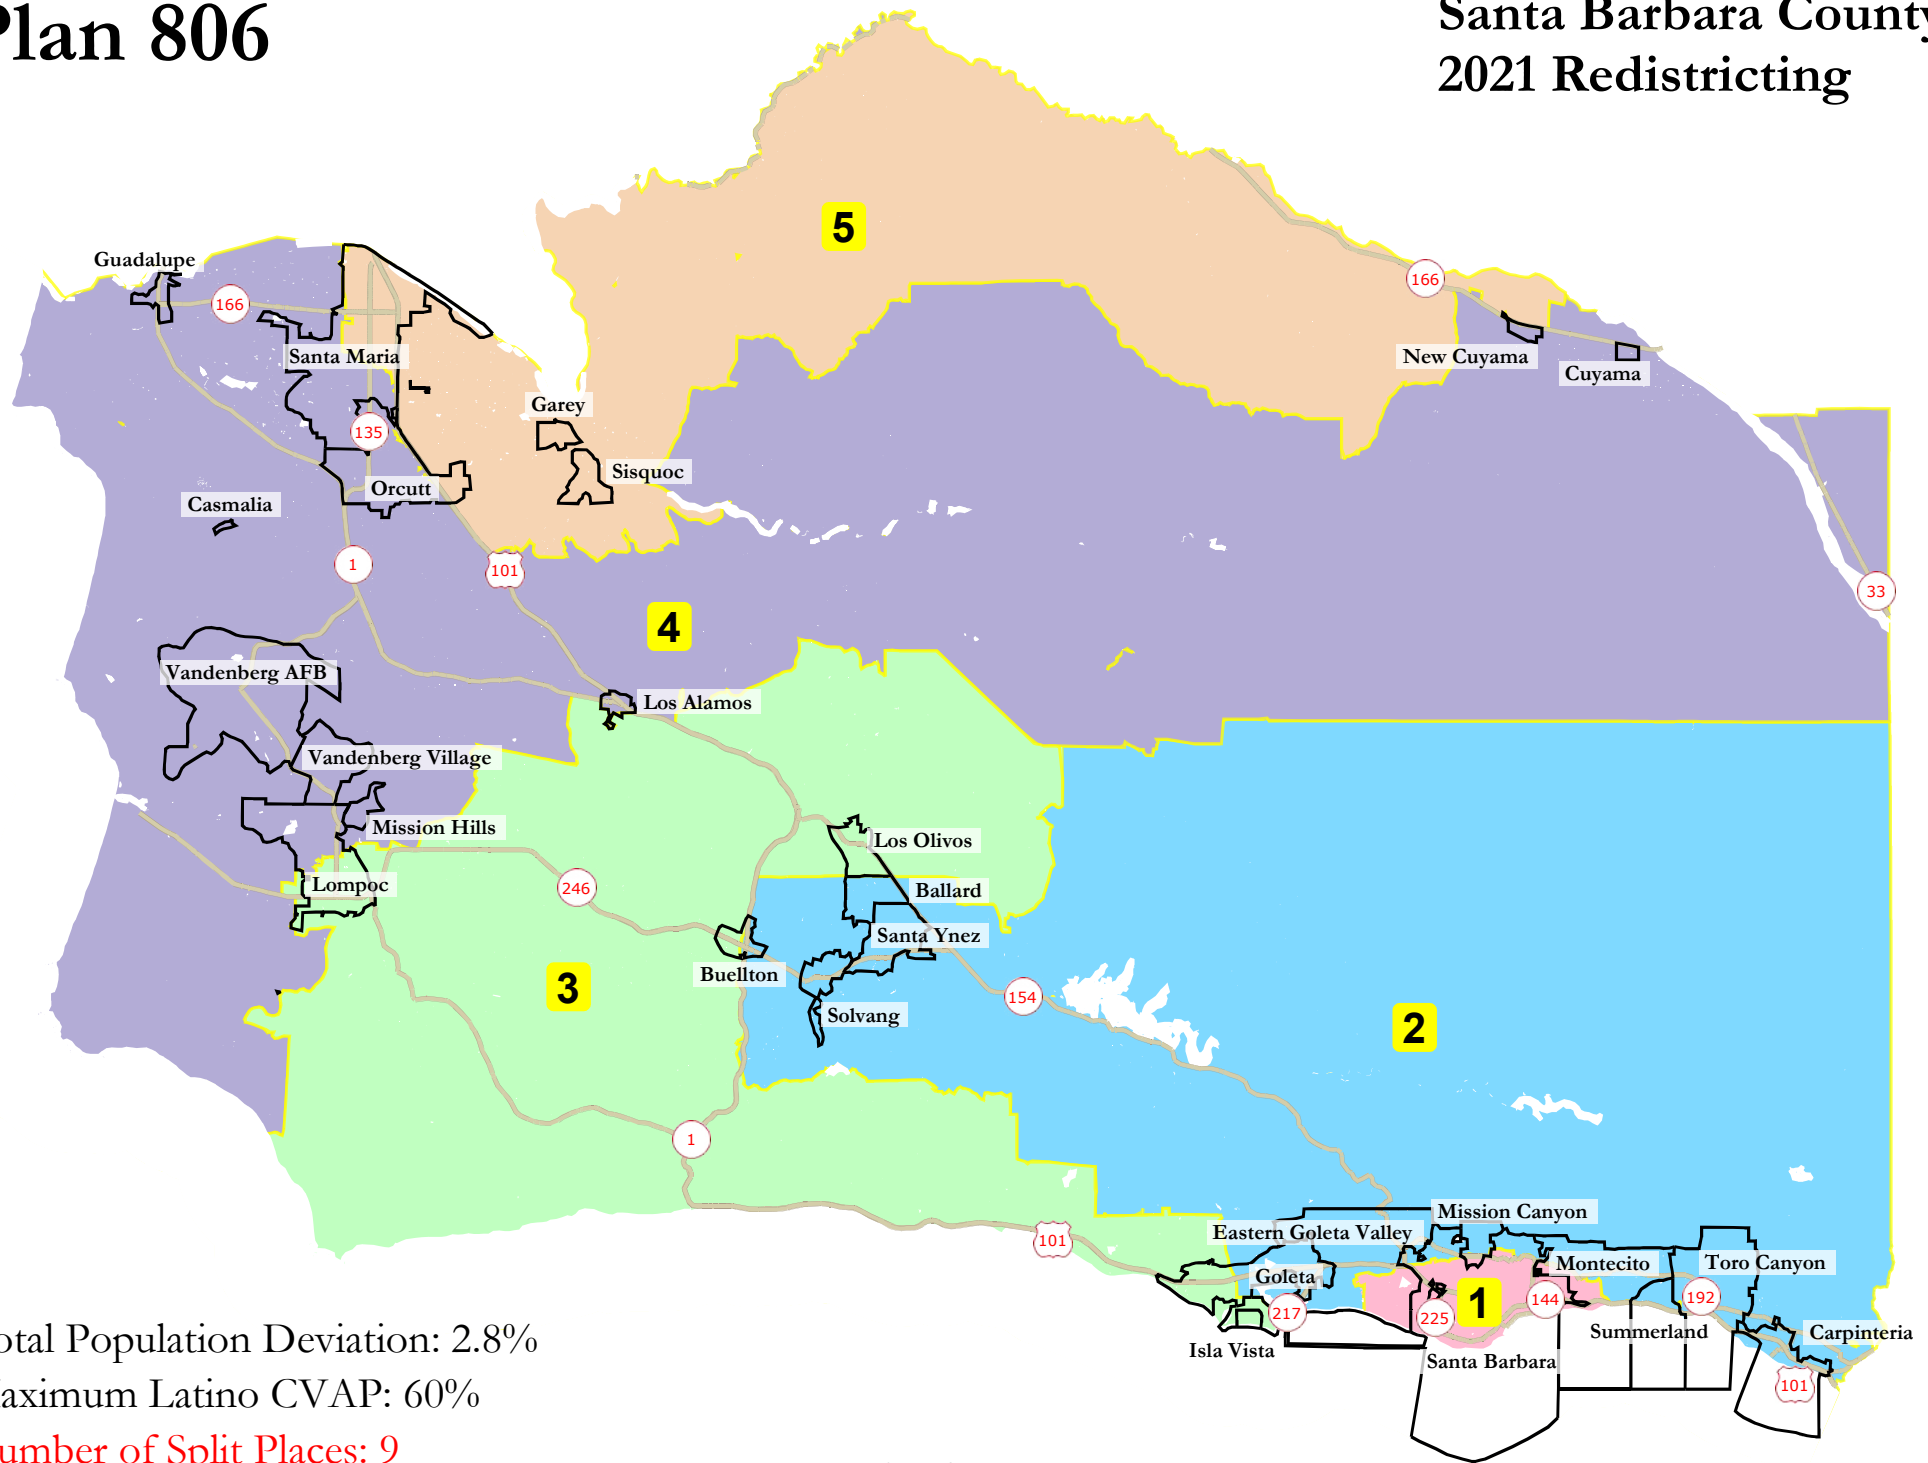 Plan 806
Santa Barbara County
2021 Redistricting
5
Guadalupe
166
166
Santa Maria
New Cuyama
Cuyama
Garey
135
Sisquoc
Orcutt
Casmalia
1
101
33
4
Vandenberg AFB
Los Alamos
Vandenberg Village
Mission Hills
Los Olivos
Lompoc
246
Ballard
Santa Ynez
Buellton
3
154
Solvang
2
1
Mission Canyon
101
Eastern Goleta Valley
Montecito
Toro Canyon
Goleta
217
225
1
144
192
Isla Vista
Summerland
Carpinteria
Santa Barbara
101
otal Population Deviation: 2.8%
aximum Latino CVAP: 60%
umber of Split Places: 9